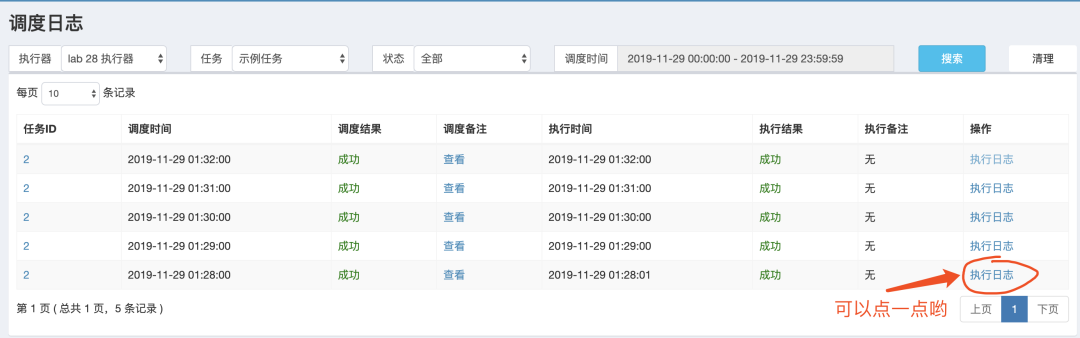 调度日志
执行器 lab 28 执行器 任务 示例任务 状态 全部 调度时间 2019-11-29 00:00:00 - 2019-11-29 23:59:59 搜索 清理
每页 10 条记录
任务ID 调度时间 调度结果 调度备注 执行时间 执行结果 执行备注 操作
2 2019-11-29 01:32:00 成功 查看 2019-11-29 01:32:00 成功 无 执行日志
2 2019-11-29 01:31:00 成功 查看 2019-11-29 01:31:00 成功 无 执行日志
2 2019-11-29 01:30:00 成功 查看 2019-11-29 01:30:00 成功 无 执行日志
2 2019-11-29 01:29:00 成功 查看 2019-11-29 01:29:00 成功 无 执行日志
2 2019-11-29 01:28:00 成功 查看 2019-11-29 01:28:01 成功 无 执行日志
第 1 页 ( 总共 1 页，5 条记录 ) 可以点一点哟 上页 1 下页